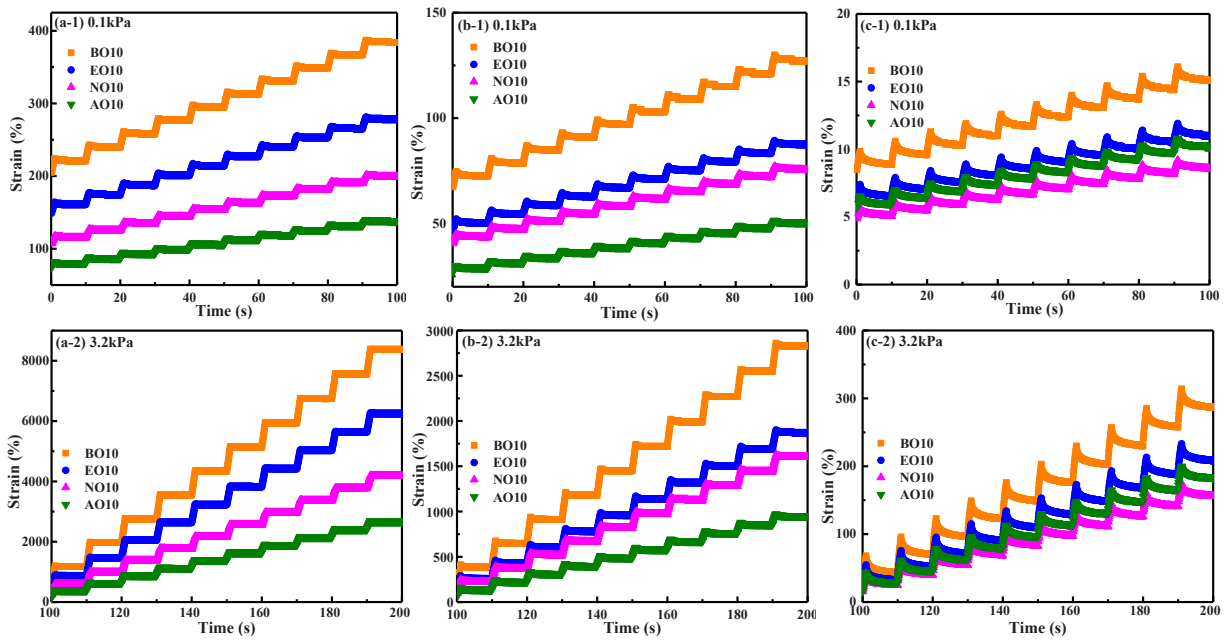 (a-1) 0.1kPa
BO10
EO10
NO10
AO10
400
300
200
100
Strain (%)
0 20 40 60 80 100
Time (s)
(b-1) 0.1kPa
BO10
EO10
NO10
AO10
150
100
50
Strain (%)
0 20 40 60 80 100
Time (s)
(c-1) 0.1kPa
BO10
EO10
NO10
AO10
20
15
10
5
0
Strain (%)
0 20 40 60 80 100
Time (s)
(a-2) 3.2kPa
BO10
EO10
NO10
AO10
8000
6000
4000
2000
0
Strain (%)
100 120 140 160 180 200
Time (s)
(b-2) 3.2kPa
BO10
EO10
NO10
AO10
3000
2500
2000
1500
1000
500
0
Strain (%)
100 120 140 160 180 200
Time (s)
(c-2) 3.2kPa
BO10
EO10
NO10
AO10
400
300
200
100
0
Strain (%)
100 120 140 160 180 200
Time (s)